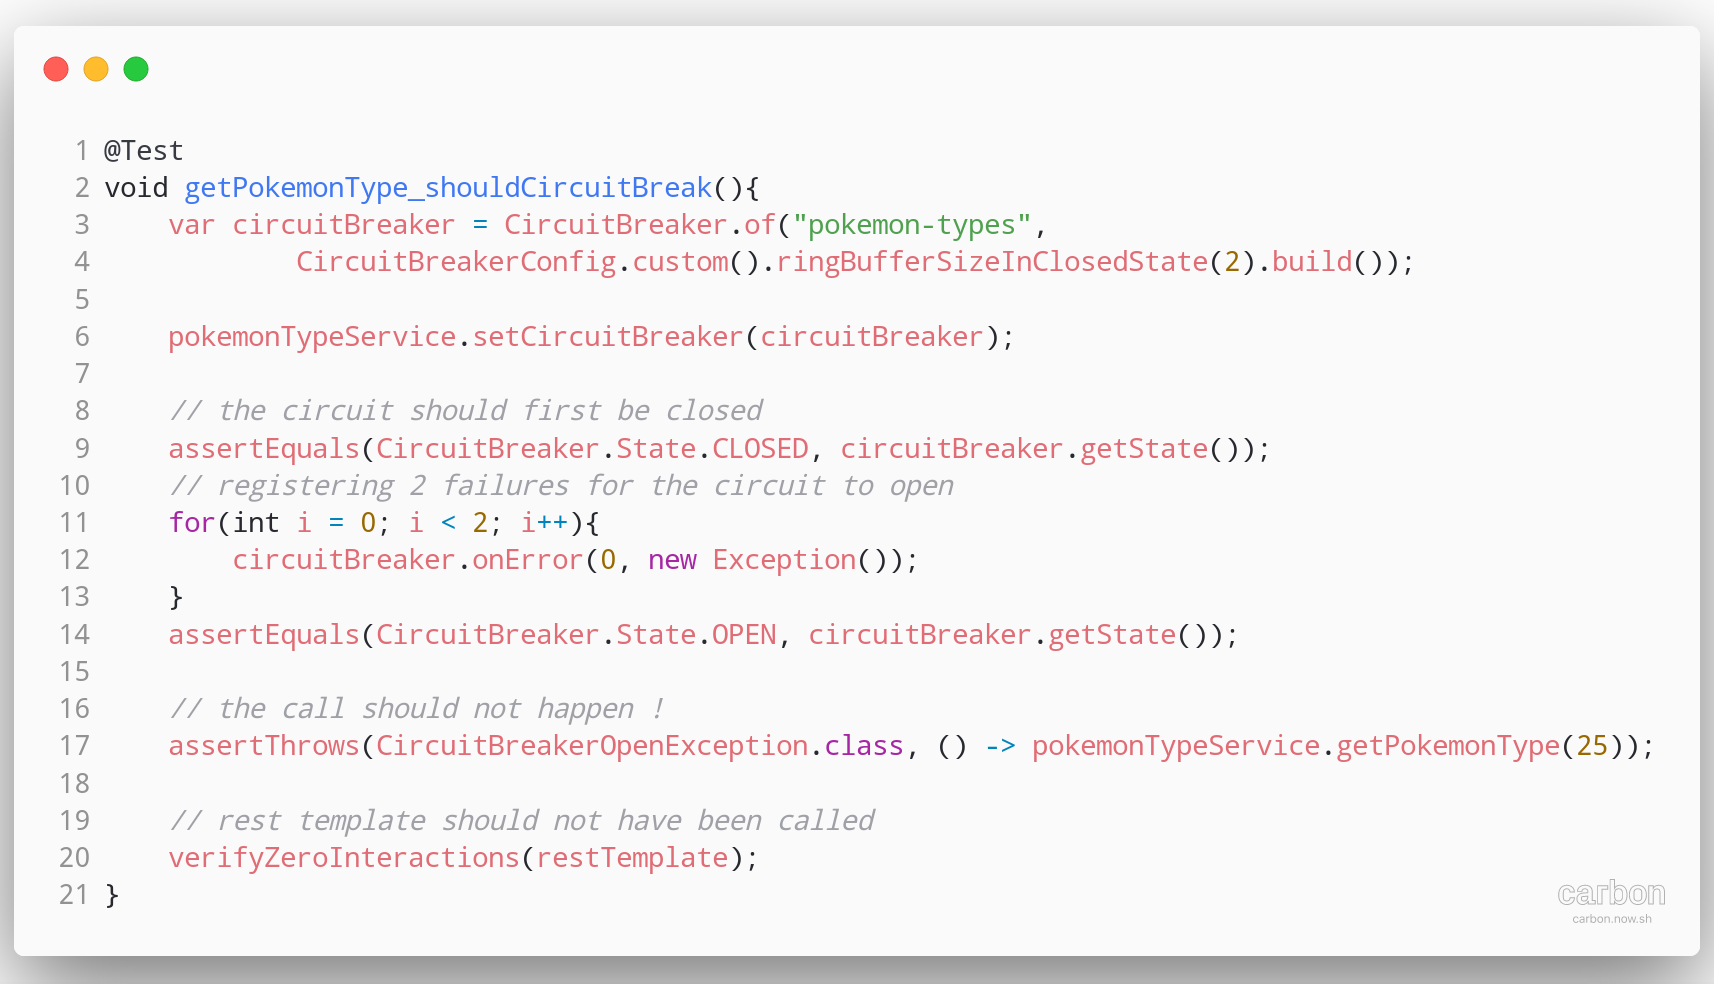 1 @Test
2 void getPokemonType_shouldCircuitBreak(){
3     var circuitBreaker = CircuitBreaker.of("pokemon-types",
4             CircuitBreakerConfig.custom().ringBufferSizeInClosedState(2).build());
5
6     pokemonTypeService.setCircuitBreaker(circuitBreaker);
7
8     // the circuit should first be closed
9     assertEquals(CircuitBreaker.State.CLOSED, circuitBreaker.getState());
10     // registering 2 failures for the circuit to open
11     for(int i = 0; i < 2; i++){
12         circuitBreaker.onError(0, new Exception());
13     }
14     assertEquals(CircuitBreaker.State.OPEN, circuitBreaker.getState());
15
16     // the call should not happen !
17     assertThrows(CircuitBreakerOpenException.class, () -> pokemonTypeService.getPokemonType(25));
18
19     // rest template should not have been called
20     verifyZeroInteractions(restTemplate);
21 }
carbon
carbon.now.sh